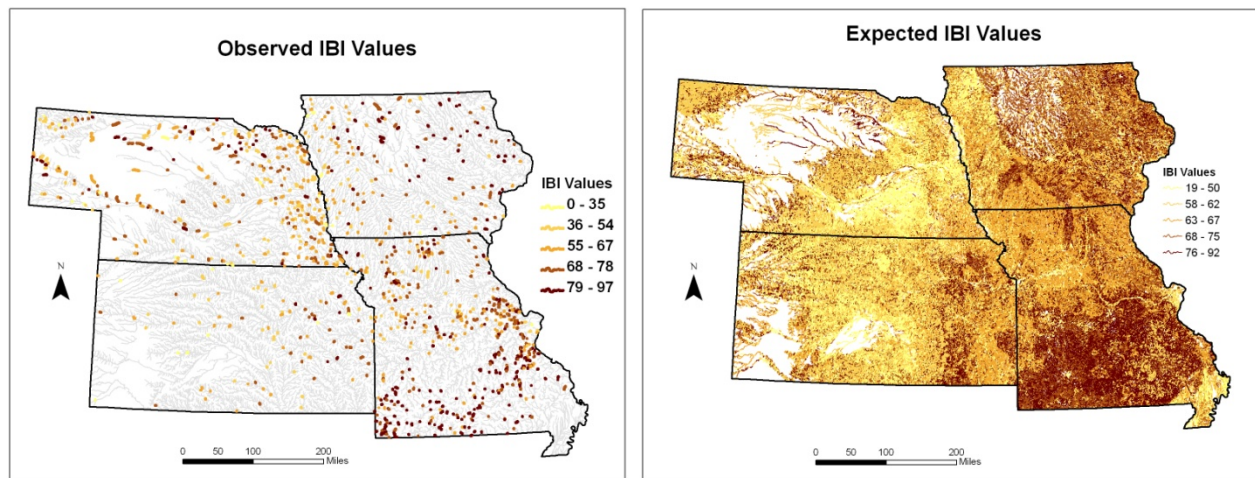 Observed IBI Values
IBI Values
0 - 35
36 - 54
55 - 67
68 - 78
79 - 97
N
0 50 100 200
Miles
Expected IBI Values
IBI Values
19 - 50
58 - 62
63 - 67
68 - 75
76 - 92
N
0 50 100 200
Miles